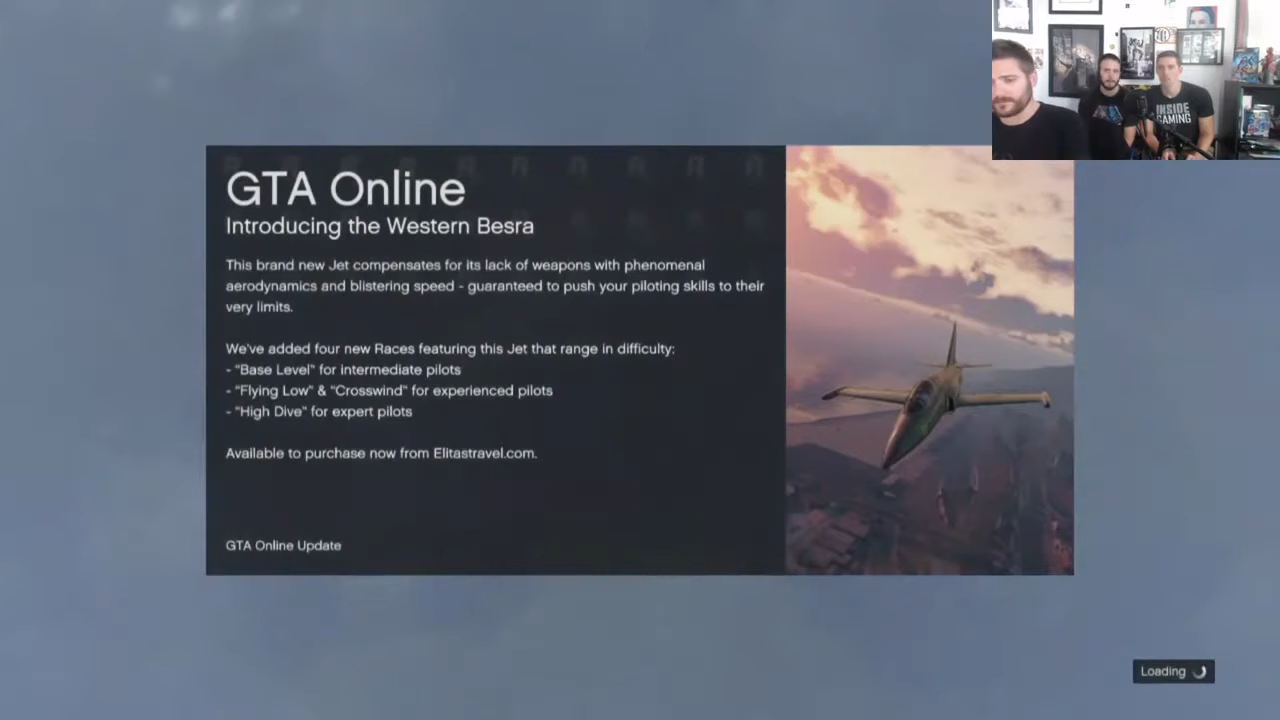 INSIDE
GAMING
GTA Online
Introducing the Western Besra
This brand new Jet compensates for its lack of weapons with phenomenal
aerodynamics and blistering speed - guaranteed to push your piloting skills to their
very limits.
We've added four new Races featuring this Jet that range in difficulty:
- "Base Level" for intermediate pilots
- "Flying Low" & "Crosswind" for experienced pilots
- "High Dive" for expert pilots
Available to purchase now from Elitastravel.com.
GTA Online Update
Loading